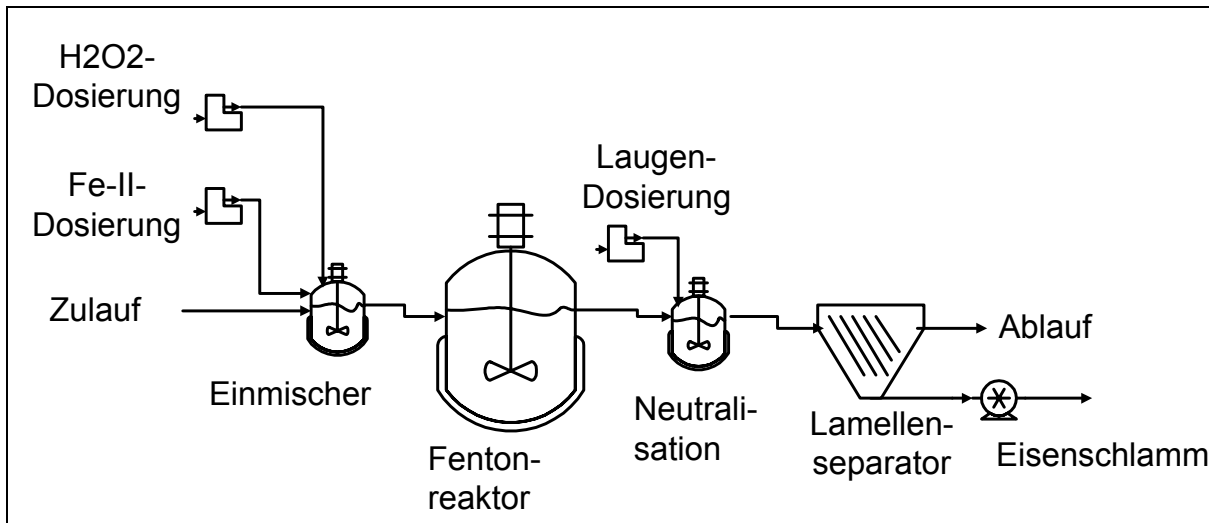 H2O2-
Dosierung
Fe-II-
Dosierung
Zulauf
Einmischer
Fenton-
reaktor
Laugen-
Dosierung
Neutrali-
sation
Lamellen-
separator
Ablauf
Eisenschlamm